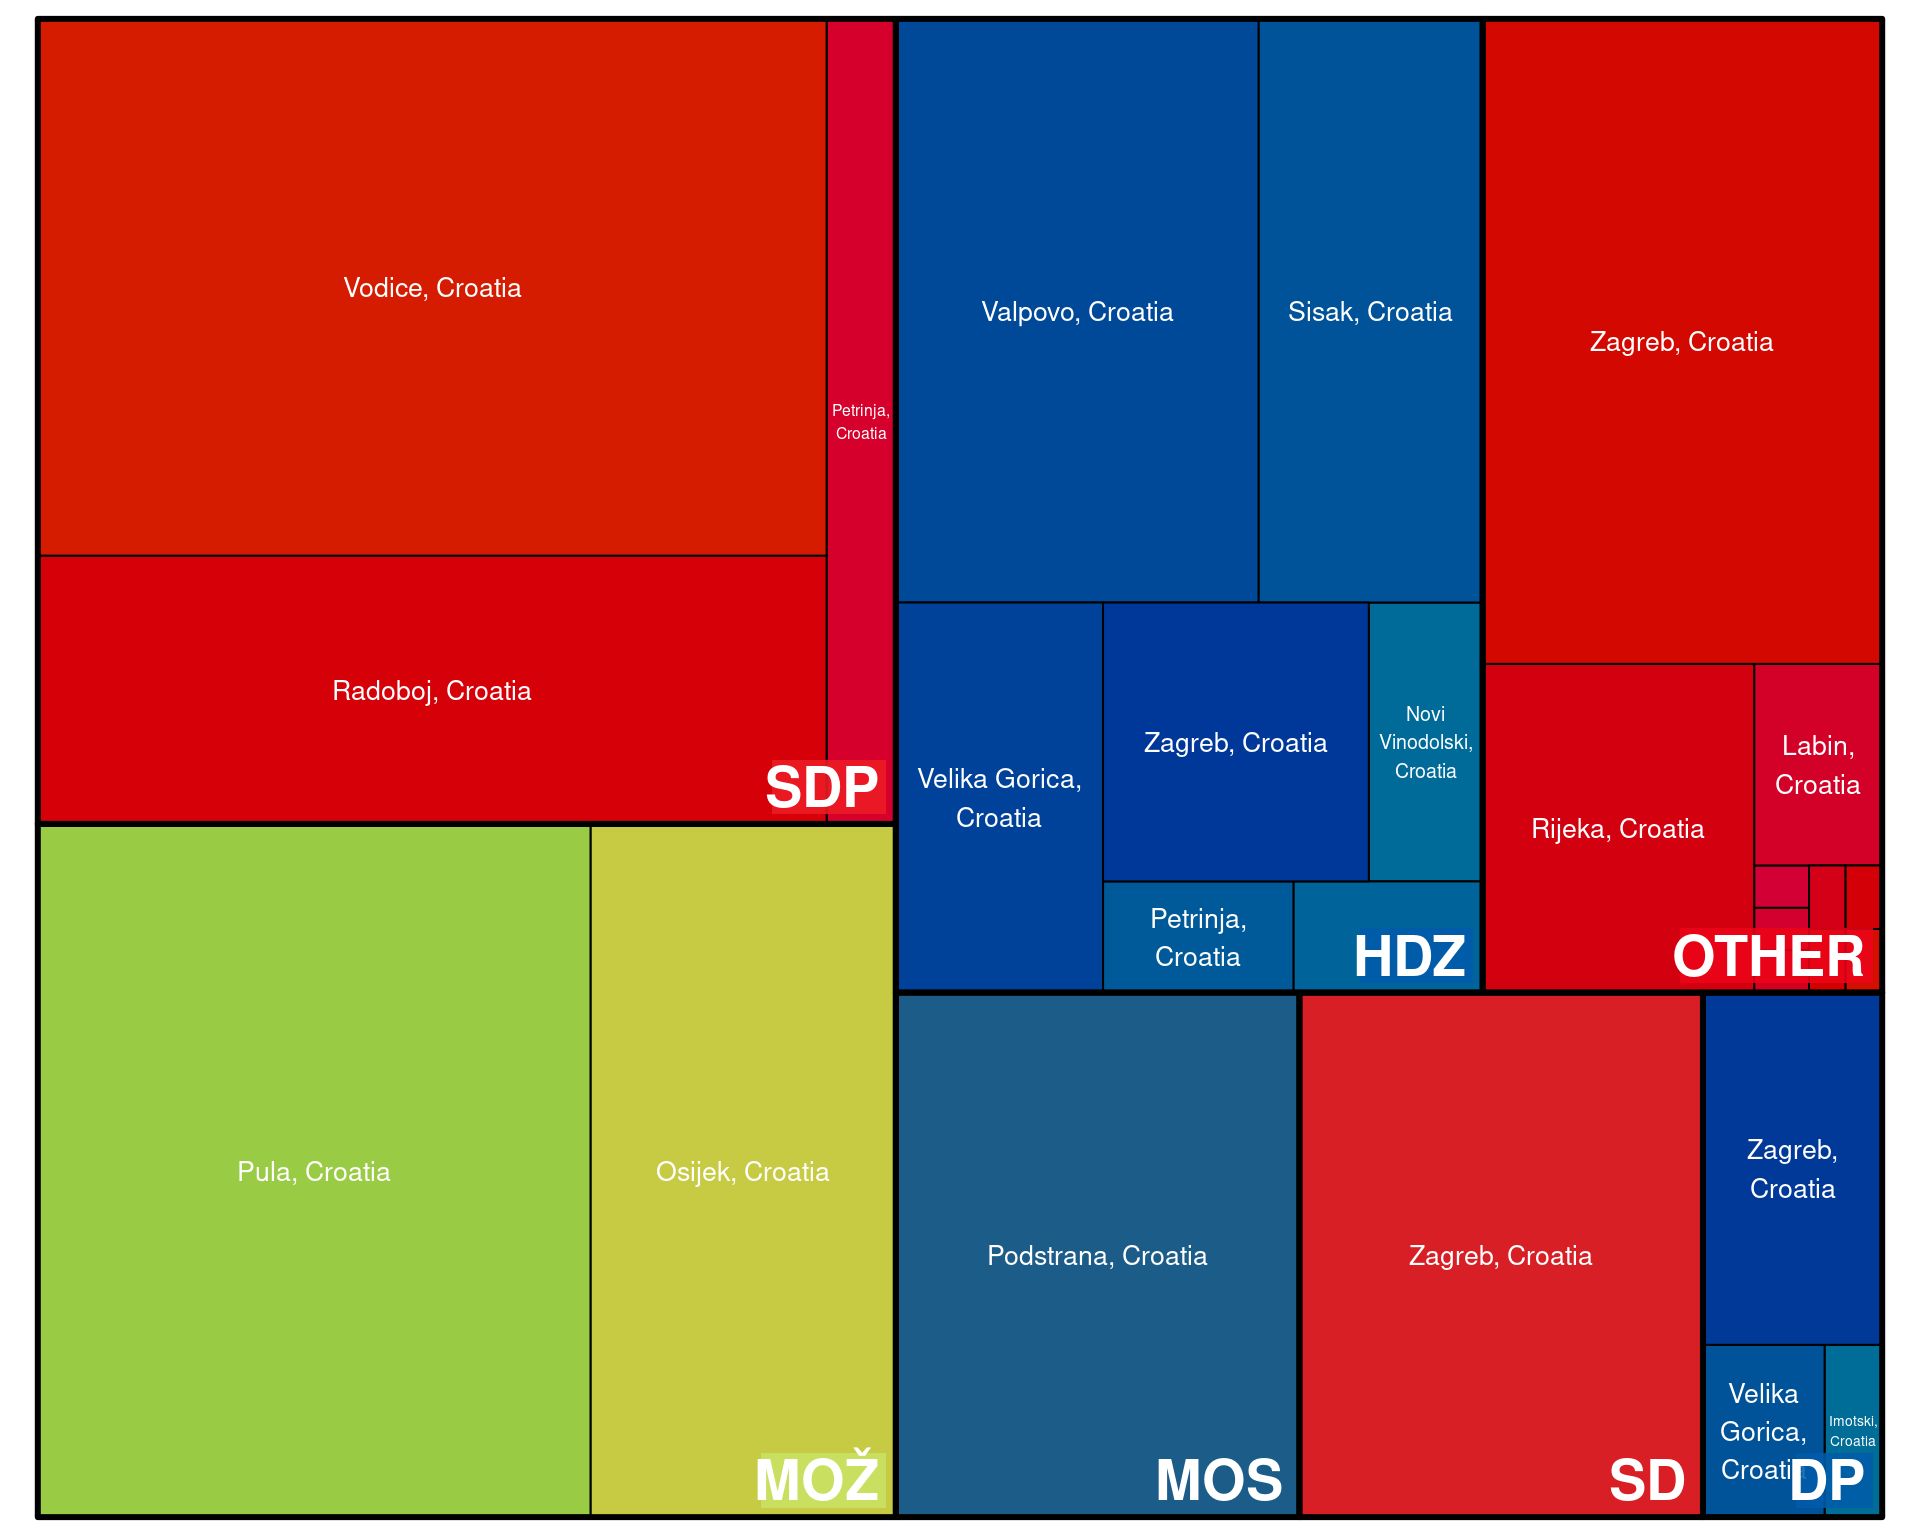 Vodice, Croatia
Petrinja,
Croatia
Radoboj, Croatia
SDP
Pula, Croatia
Osijek, Croatia
MOŽ
Valpovo, Croatia
Sisak, Croatia
Velika Gorica,
Croatia
Zagreb, Croatia
Novi
Vinodolski,
Croatia
Petrinja,
Croatia
HDZ
Zagreb, Croatia
Rijeka, Croatia
Labin,
Croatia
OTHER
Podstrana, Croatia
MOS
Zagreb, Croatia
SD
Zagreb,
Croatia
Velika
Gorica,
Croatia
Imotski,
Croatia
DP